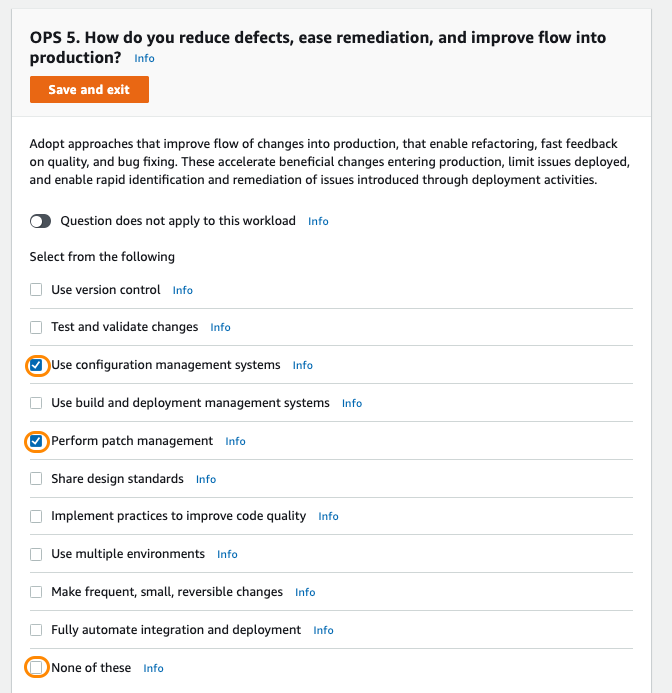 OPS 5. How do you reduce defects, ease remediation, and improve flow into
production? Info
Save and exit
Adopt approaches that improve flow of changes into production, that enable refactoring, fast feedback
on quality, and bug fixing. These accelerate beneficial changes entering production, limit issues deployed,
and enable rapid identification and remediation of issues introduced through deployment activities.
Question does not apply to this workload Info
Select from the following
Use version control Info
Test and validate changes Info
Use configuration management systems Info
Use build and deployment management systems Info
Perform patch management Info
Share design standards Info
Implement practices to improve code quality Info
Use multiple environments Info
Make frequent, small, reversible changes Info
Fully automate integration and deployment Info
None of these Info